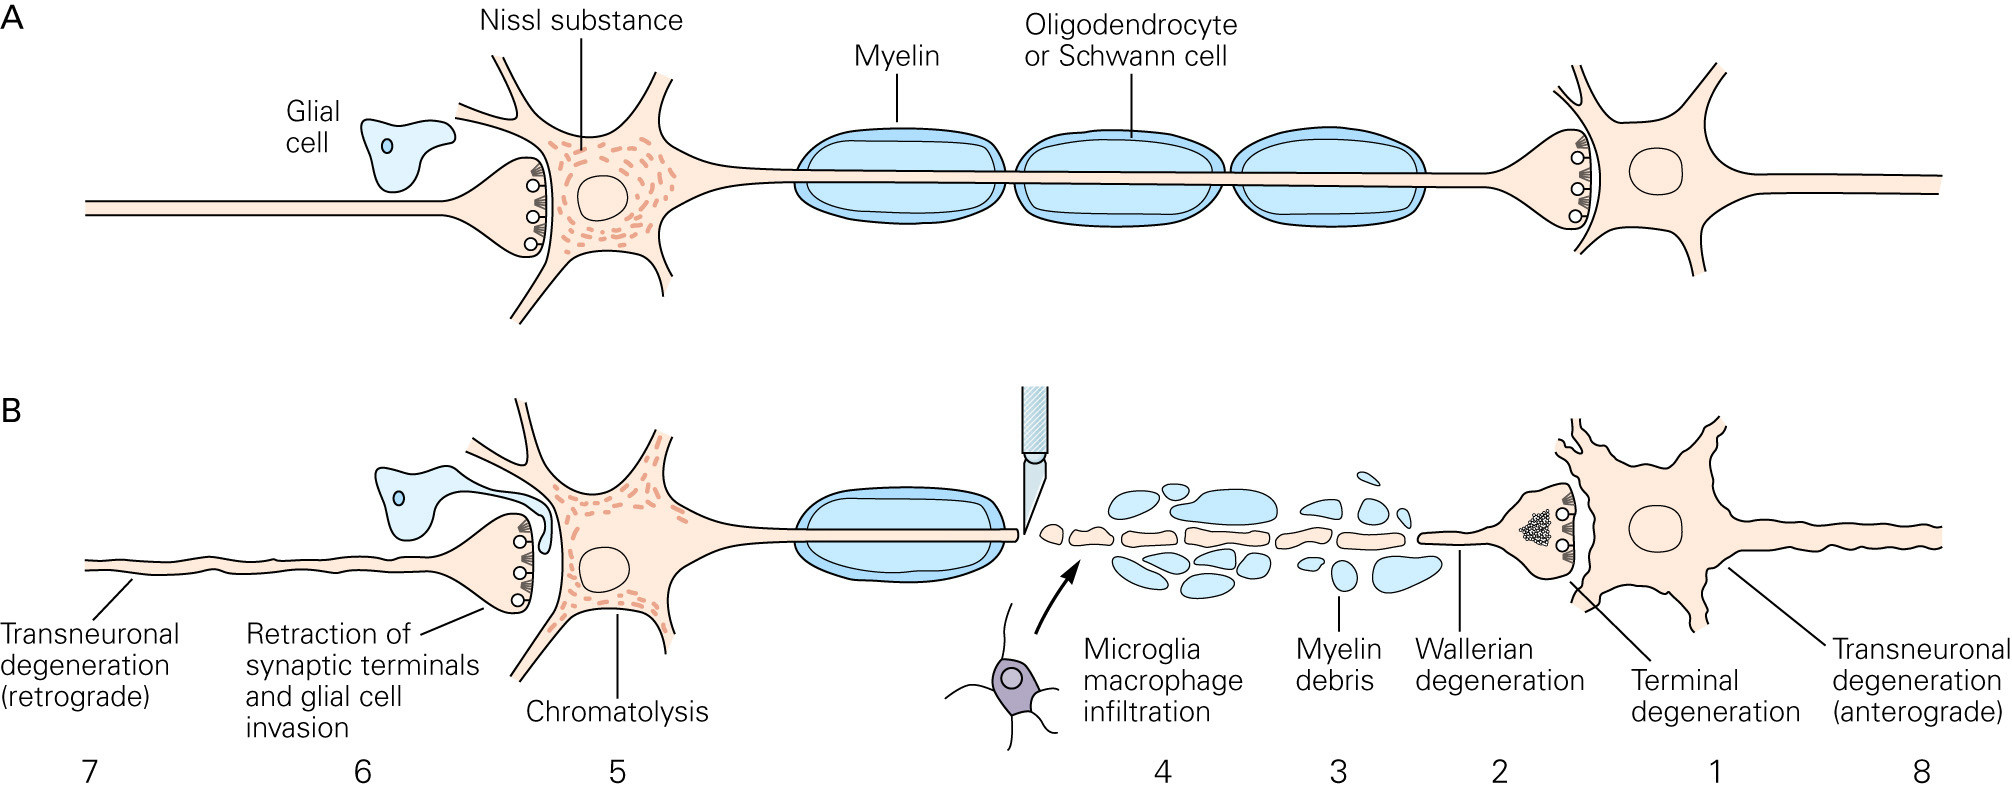 A
Nissl substance
Myelin
Oligodendrocyte
or Schwann cell
Glial
cell
B
Transneuronal
degeneration
(retrograde)
Retraction of
synaptic terminals
and glial cell
invasion
Chromatolysis
Microglia
macrophage
infiltration
Myelin
debris
Wallerian
degeneration
Terminal
degeneration
Transneuronal
degeneration
(anterograde)
7 6 5 4 3 2 1 8